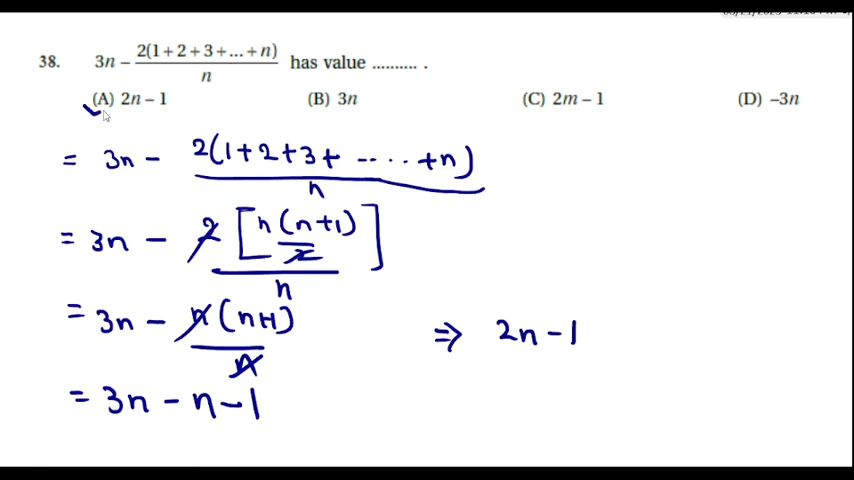 38. 3n – 2(1+2+3+...+n)/n has value .......... .
(A) 2n – 1 (B) 3n (C) 2m – 1 (D) –3n
= 3n – 2(1+2+3+ ..... +n)/n
= 3n – 2[n(n+1)/2]/n
= 3n – n(n+1)/n
⇒ 2n – 1
= 3n – n – 1